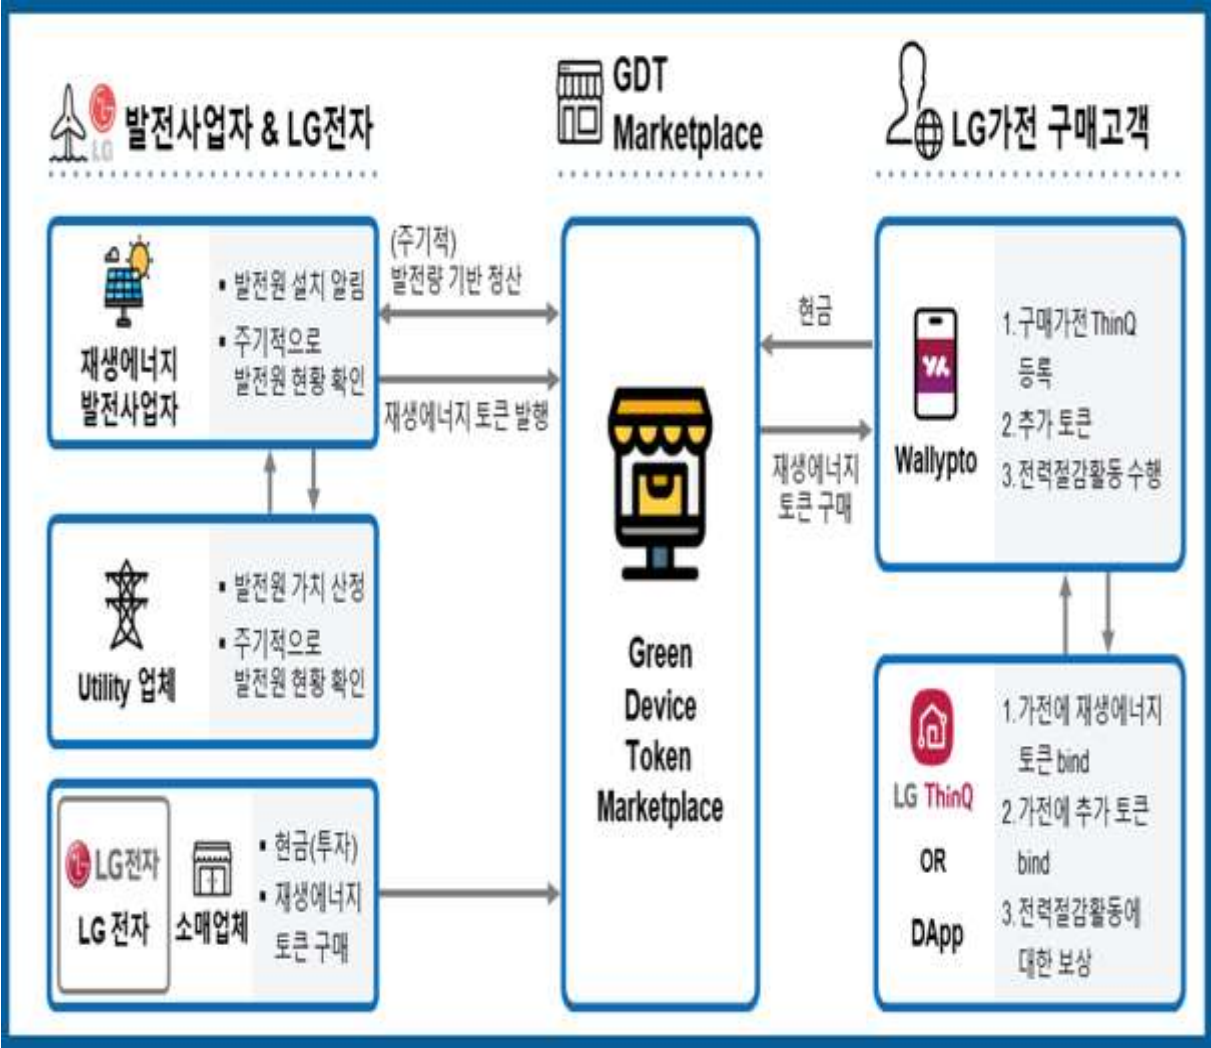 LG
발전사업자 & LG전자
GDT
Marketplace
LG가전 구매고객
재생에너지
발전사업자
▪ 발전원 설치 알림
▪ 주기적으로
발전원 현황 확인
(주기적)
발전량 기반 정산
재생에너지 토큰 발행
Utility 업체
▪ 발전원 가치 산정
▪ 주기적으로
발전원 현황 확인
LG전자
LG 전자
소매업체
▪ 현금(투자)
▪ 재생에너지
토큰 구매
Green
Device
Token
Marketplace
현금
재생에너지
토큰 구매
Wallypto
1.구매가전 ThinQ
등록
2.추가 토큰
3.전력절감활동 수행
LG ThinQ
OR
DApp
1.가전에 재생에너지
토큰 bind
2.가전에 추가 토큰
bind
3.전력절감활동에
대한 보상